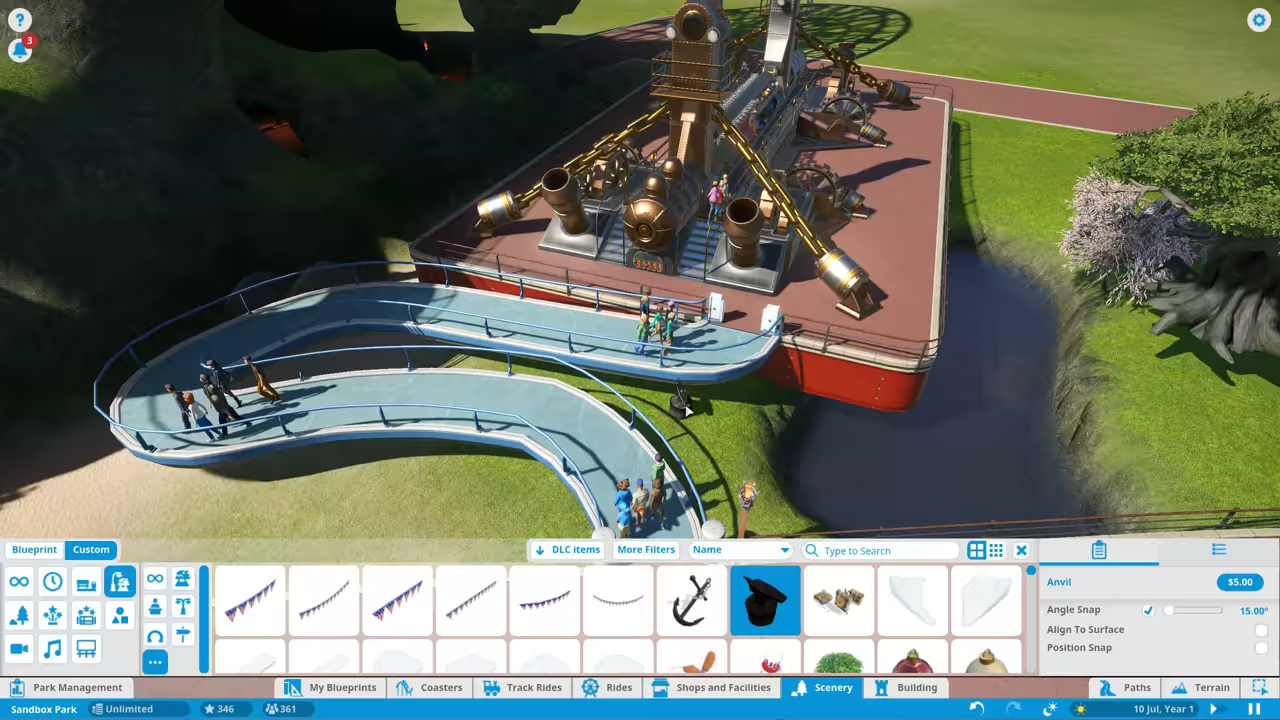 ?
3
Blueprint Custom
DLC items More Filters Name Type to Search
Anvil $5.00
Angle Snap 15.00°
Align To Surface
Position Snap
Park Management My Blueprints Coasters Track Rides Rides Shops and Facilities Scenery Building Paths Terrain
Sandbox Park Unlimited 346 361 10 Jul, Year 1